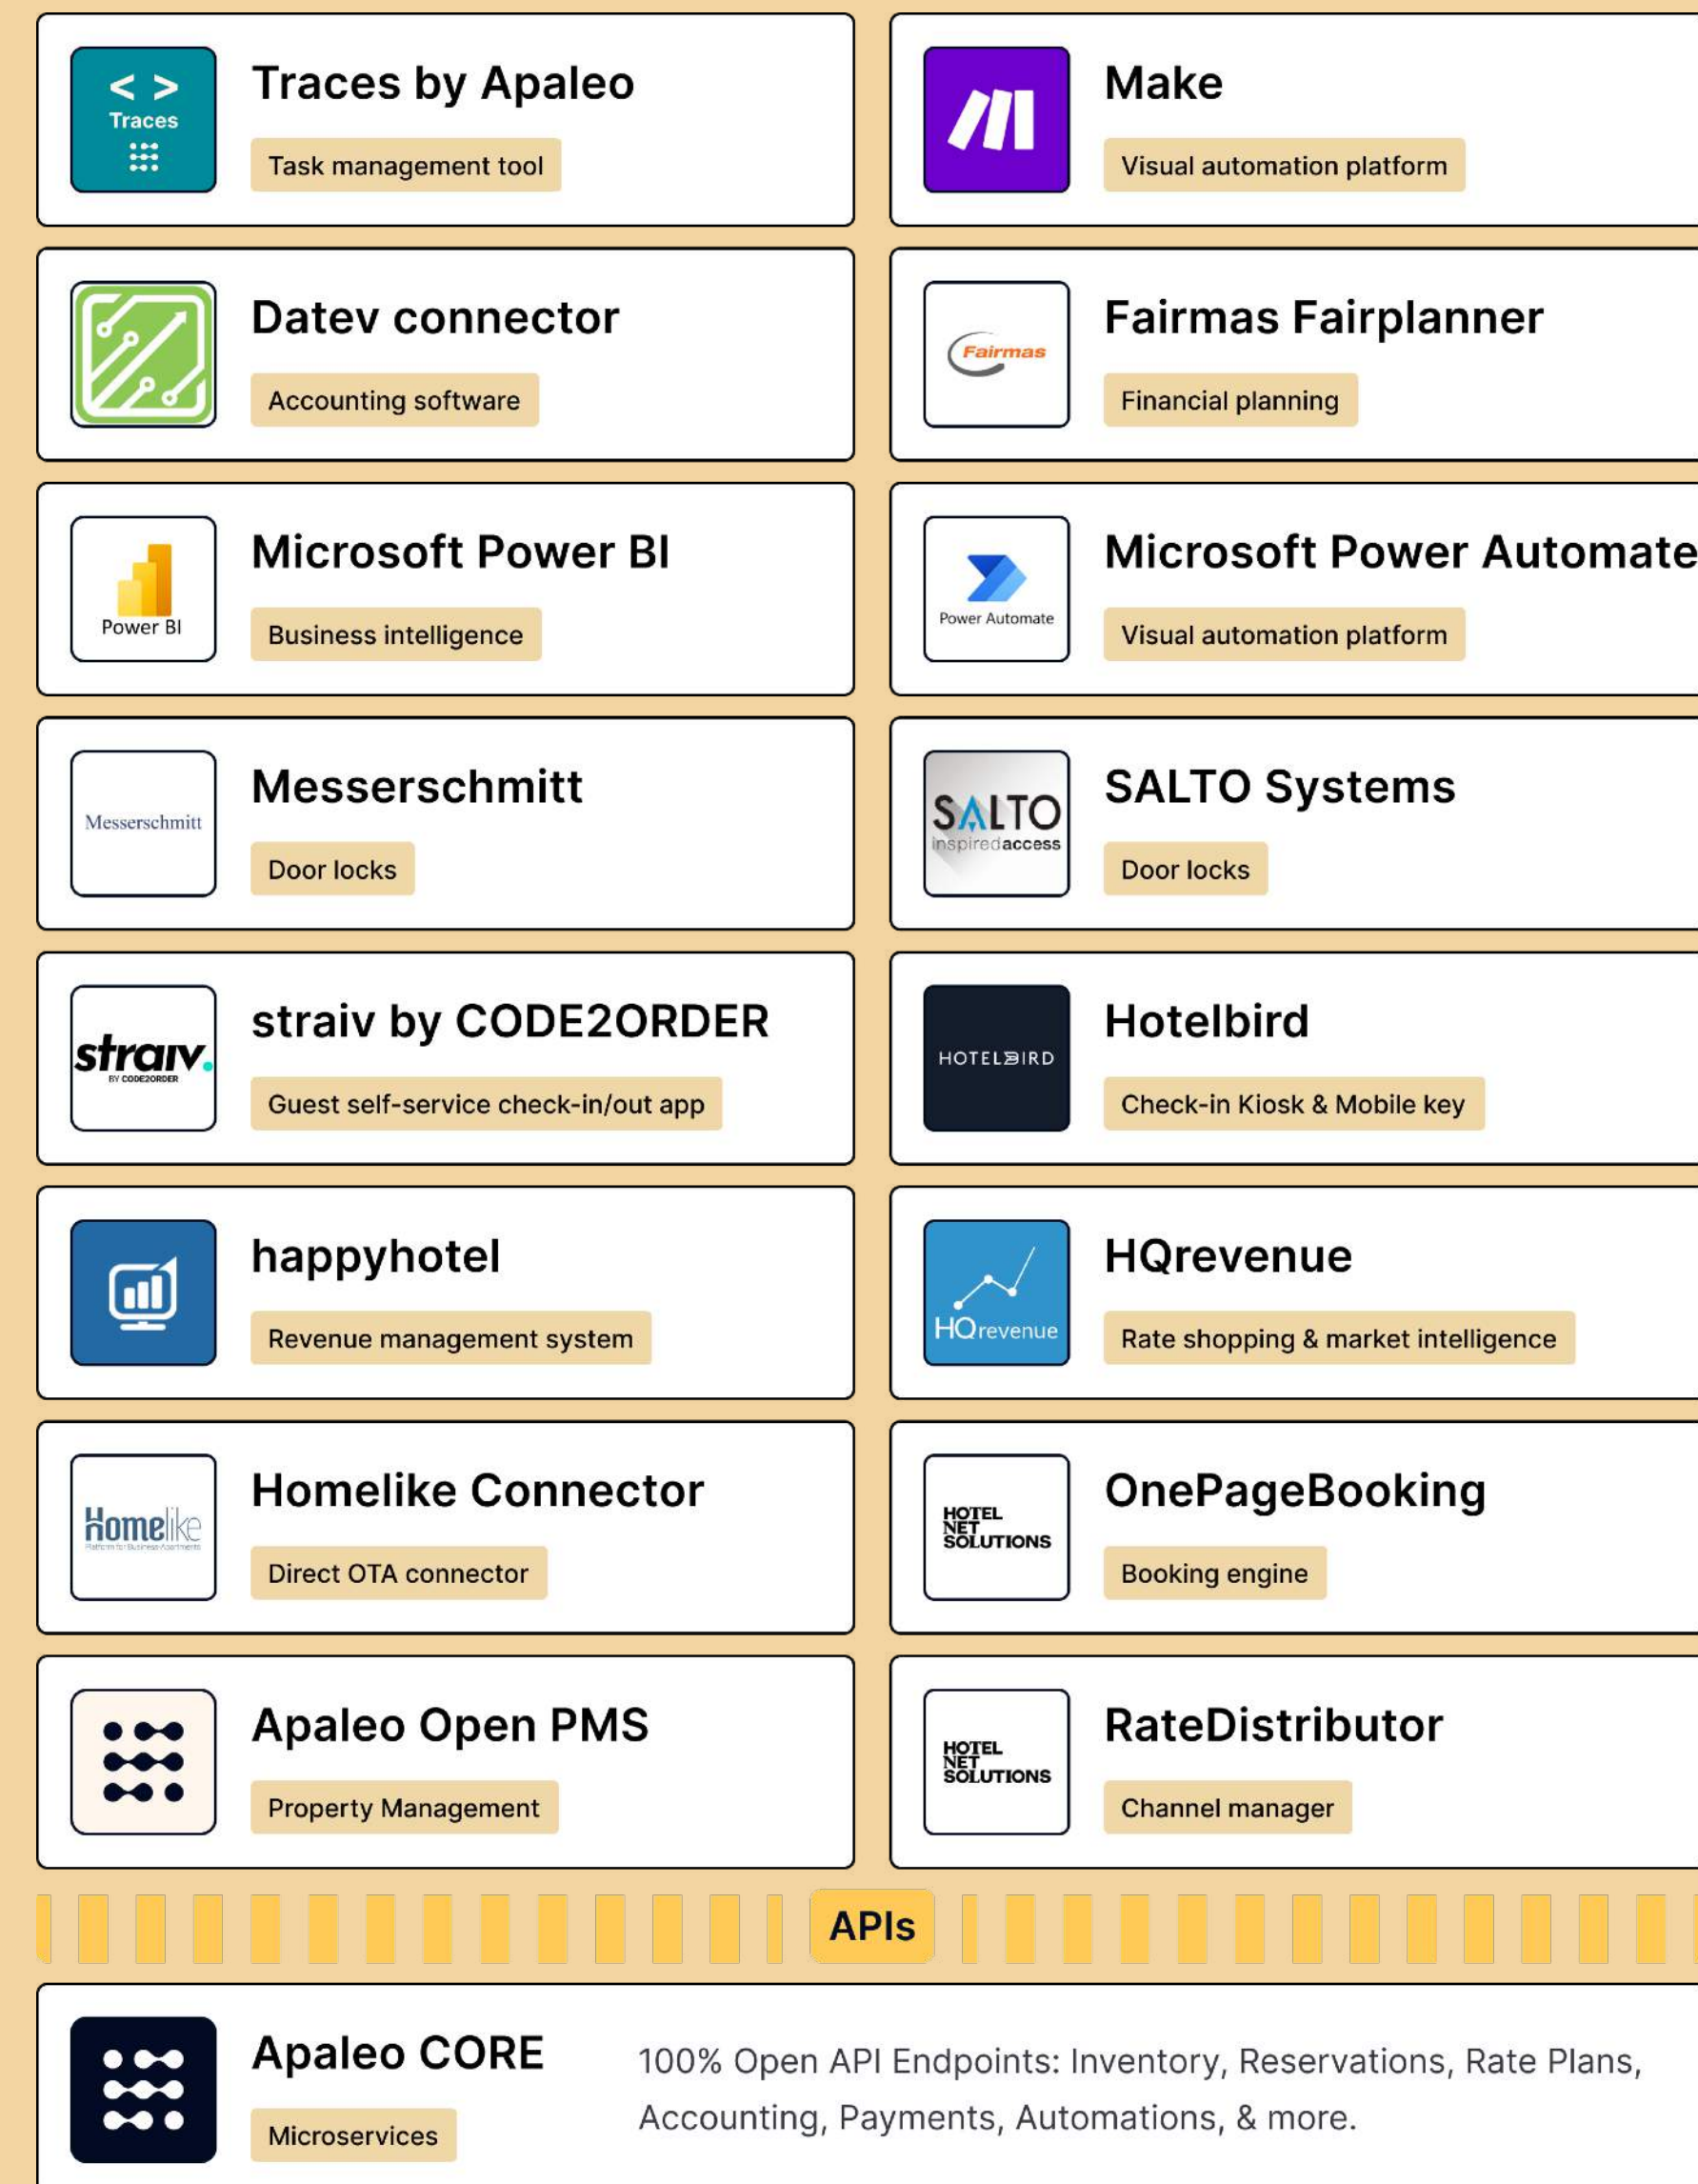 < >
Traces
Traces by Apaleo
Task management tool
Make
Visual automation platform
Datev connector
Accounting software
Fairmas
Fairmas Fairplanner
Financial planning
Power BI
Microsoft Power BI
Business intelligence
Power Automate
Microsoft Power Automate
Visual automation platform
Messerschmitt
Messerschmitt
Door locks
SALTO
inspiredaccess
SALTO Systems
Door locks
straiv.
BY CODE2ORDER
straiv by CODE2ORDER
Guest self-service check-in/out app
HOTELBIRD
Hotelbird
Check-in Kiosk & Mobile key
happyhotel
Revenue management system
HQrevenue
HQrevenue
Rate shopping & market intelligence
Homelike
Platform for Business Apartments
Homelike Connector
Direct OTA connector
HOTEL
NET
SOLUTIONS
OnePageBooking
Booking engine
Apaleo Open PMS
Property Management
HOTEL
NET
SOLUTIONS
RateDistributor
Channel manager
APIs
Apaleo CORE
Microservices
100% Open API Endpoints: Inventory, Reservations, Rate Plans,
Accounting, Payments, Automations, & more.